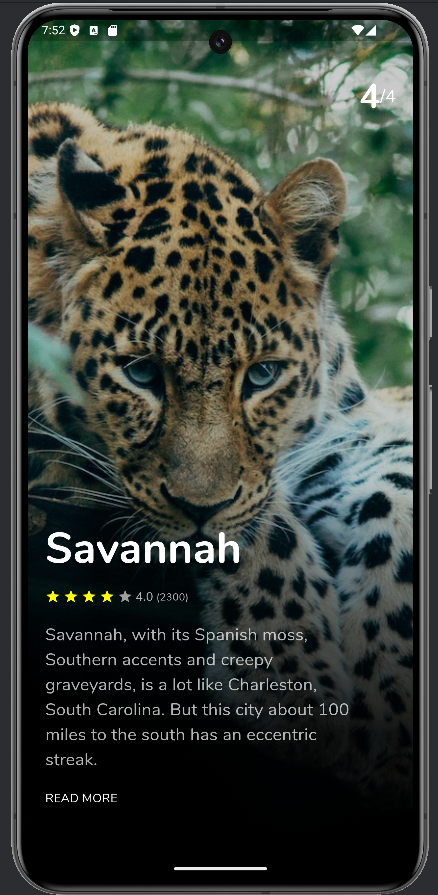 7:52
4/4
Savannah
4.0 (2300)
Savannah, with its Spanish moss,
Southern accents and creepy
graveyards, is a lot like Charleston,
South Carolina. But this city about 100
miles to the south has an eccentric
streak.
READ MORE